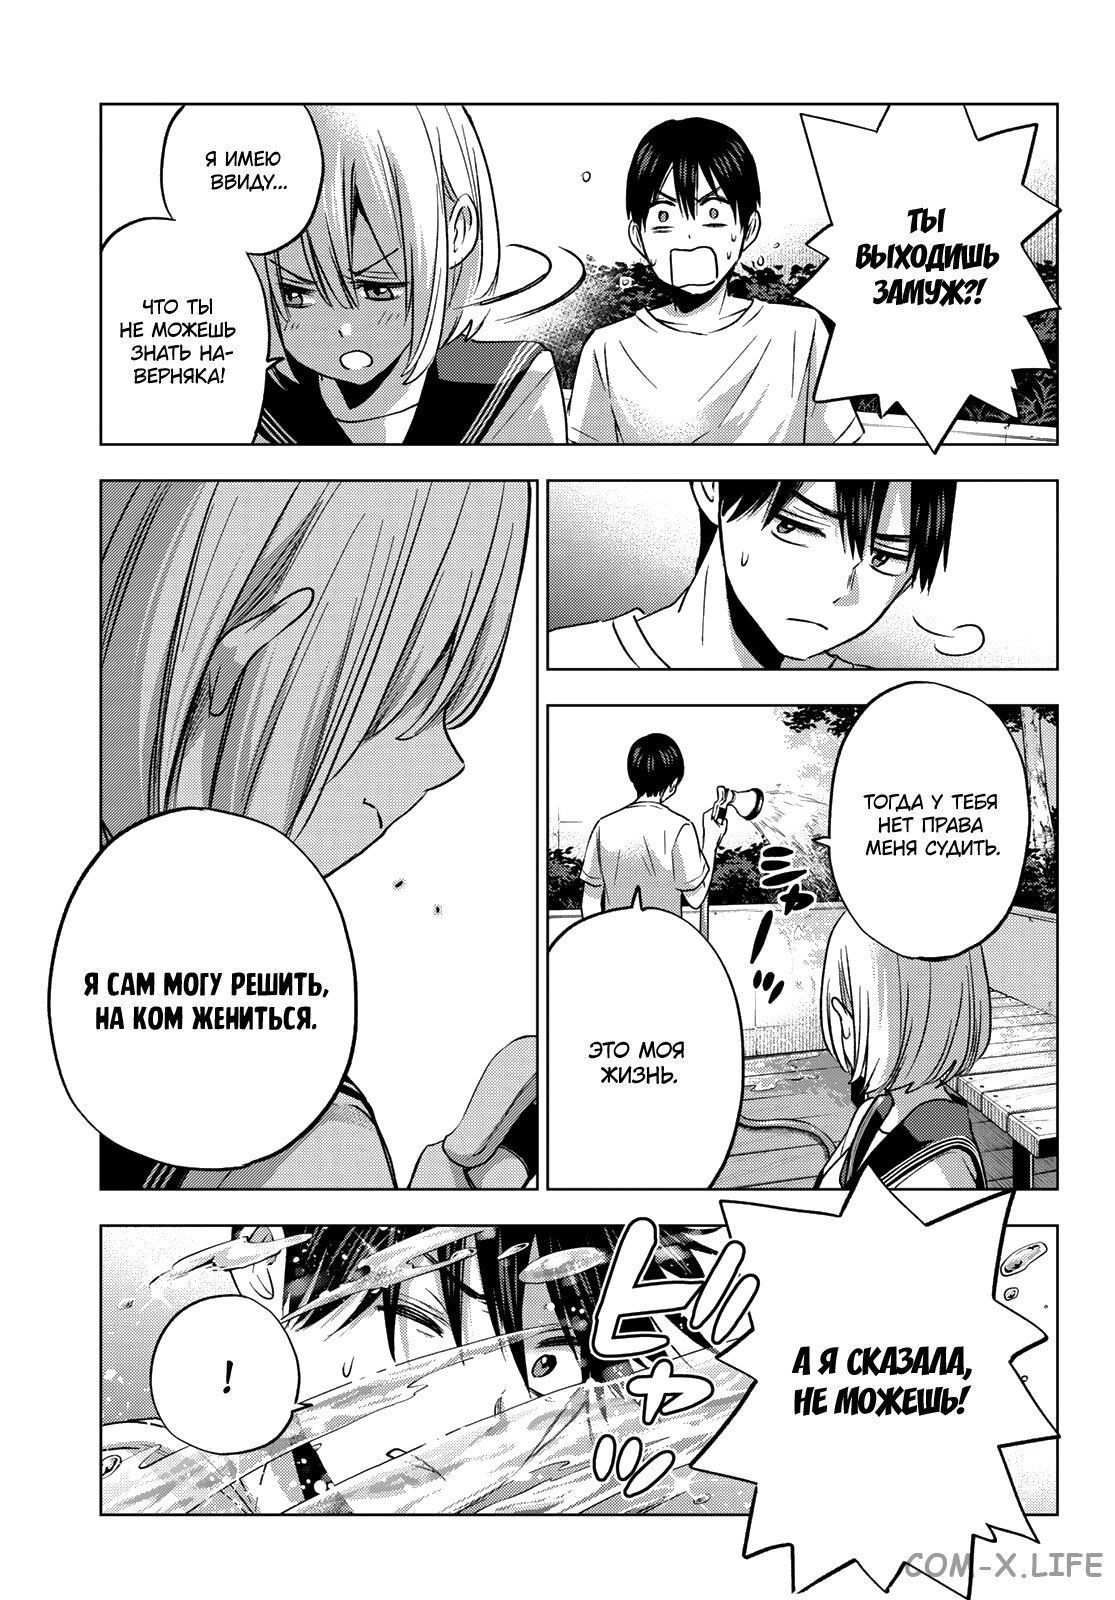 ТЫ
ВЫХОДИШЬ
ЗАМУЖ?!
Я ИМЕЮ
ВВИДУ...
ЧТО ТЫ
НЕ МОЖЕШЬ
ЗНАТЬ НА-
ВЕРНЯКА!
ТОГДА У ТЕБЯ
НЕТ ПРАВА
МЕНЯ СУДИТЬ.
ЭТО МОЯ
ЖИЗНЬ.
Я САМ МОГУ РЕШИТЬ,
НА КОМ ЖЕНИТЬСЯ.
А Я СКАЗАЛА,
НЕ МОЖЕШЬ!
!
COM-X.LIFE